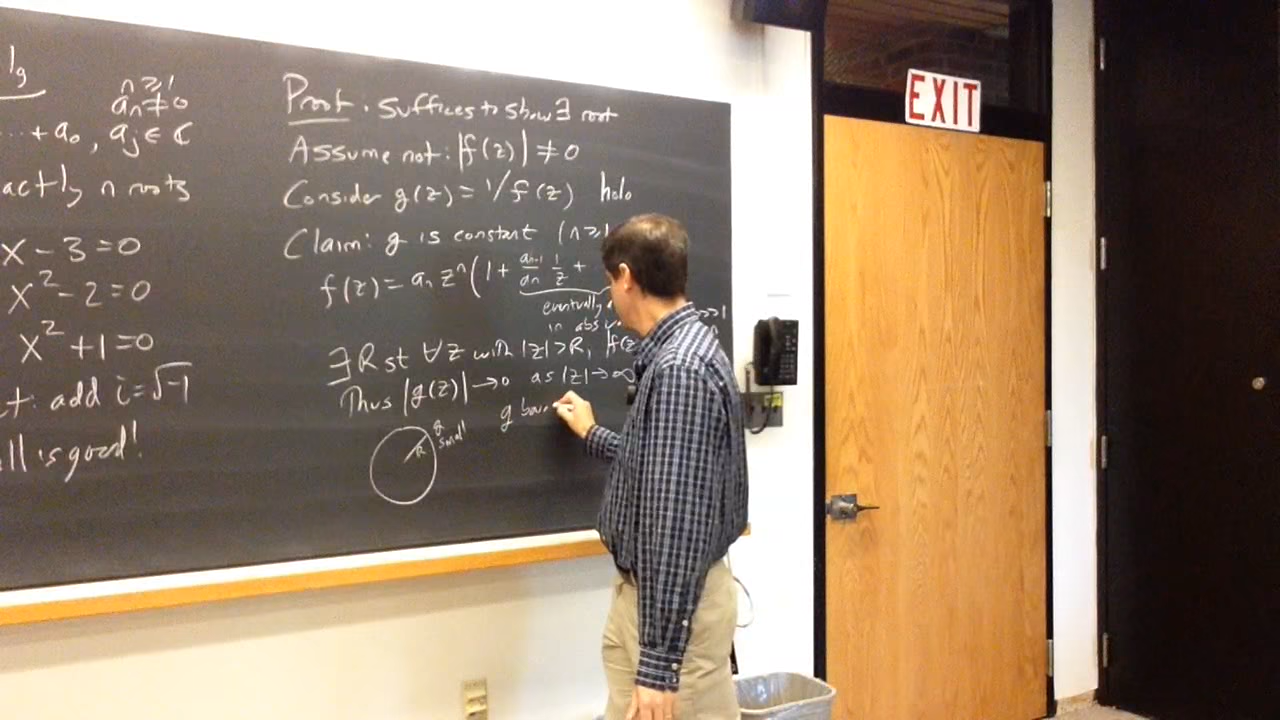 lg
n ≥ 1
an ≠ 0
... + a0, aj ∈ ℂ
n roots
x - 3 = 0
x² - 2 = 0
x² + 1 = 0
add i = √-1
is good!
Proof. Suffices to show ∃ root
Assume not: |f(z)| ≠ 0
Consider g(z) = 1/f(z) holo
Claim: g is constant (n ≥ 1
f(z) = an zⁿ (1 + an-1/an 1/z +
eventually
in abs
>>1
∃ R st ∀ z with |z| > R, |f(z
Thus |g(z)| → 0 as |z| → ∞
g
R
g small
EXIT